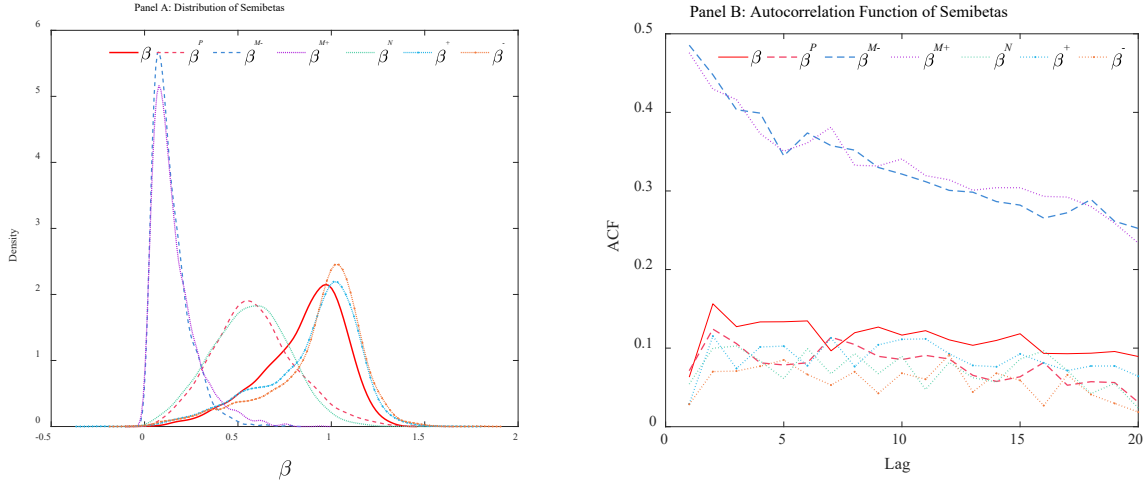 Panel A: Distribution of Semibetas
6
β β^P β^{M-} β^{M+} β^N β^+ β^-
5
4
3
2
1
0
Density
-0.5 0 0.5 1 1.5 2
β
Panel B: Autocorrelation Function of Semibetas
0.5
β β^P β^{M-} β^{M+} β^N β^+ β^-
0.4
0.3
0.2
0.1
0
ACF
0 5 10 15 20
Lag